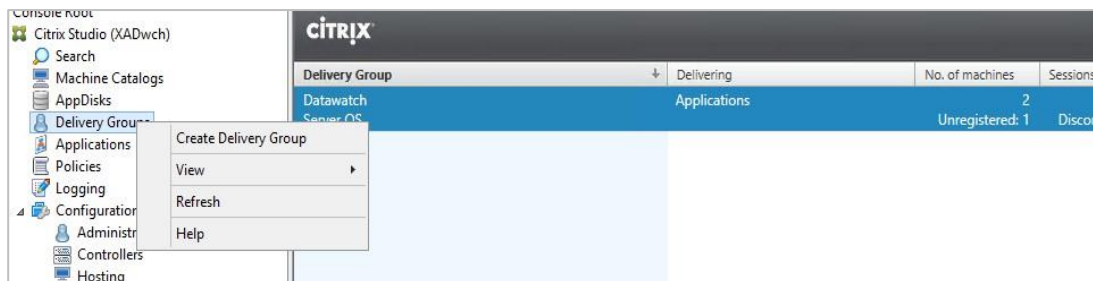 Console Root
Citrix Studio (XADwch)
Search
Machine Catalogs
AppDisks
Delivery Groups
Applications
Policies
Logging
Configuration
Administr
Controllers
Hosting
Create Delivery Group
View
Refresh
Help
CİTRIX
Delivery Group Delivering No. of machines Sessions
Datawatch Applications 2
Server OS Unregistered: 1 Discon